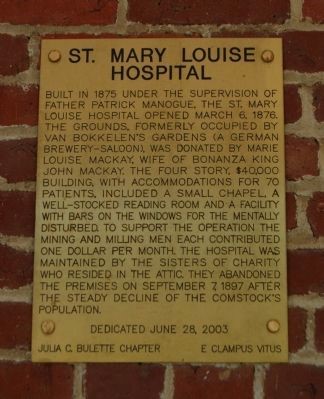 ST. MARY LOUISE
HOSPITAL
BUILT IN 1875 UNDER THE SUPERVISION OF
FATHER PATRICK MANOGUE, THE ST. MARY
LOUISE HOSPITAL OPENED MARCH 6, 1876.
THE GROUNDS, FORMERLY OCCUPIED BY
VAN BOKKELEN'S GARDENS (A GERMAN
BREWERY-SALOON), WAS DONATED BY MARIE
LOUISE MACKAY, WIFE OF BONANZA KING
JOHN MACKAY. THE FOUR STORY, $40,000
BUILDING, WITH ACCOMMODATIONS FOR 70
PATIENTS, INCLUDED A SMALL CHAPEL, A
WELL-STOCKED READING ROOM AND A FACILITY
WITH BARS ON THE WINDOWS FOR THE MENTALLY
DISTURBED. TO SUPPORT THE OPERATION THE
MINING AND MILLING MEN EACH CONTRIBUTED
ONE DOLLAR PER MONTH. THE HOSPITAL WAS
MAINTAINED BY THE SISTERS OF CHARITY
WHO RESIDED IN THE ATTIC. THEY ABANDONED
THE PREMISES ON SEPTEMBER 7, 1897 AFTER
THE STEADY DECLINE OF THE COMSTOCK'S
POPULATION.
DEDICATED JUNE 28, 2003
JULIA C. BULETTE CHAPTER E CLAMPUS VITUS